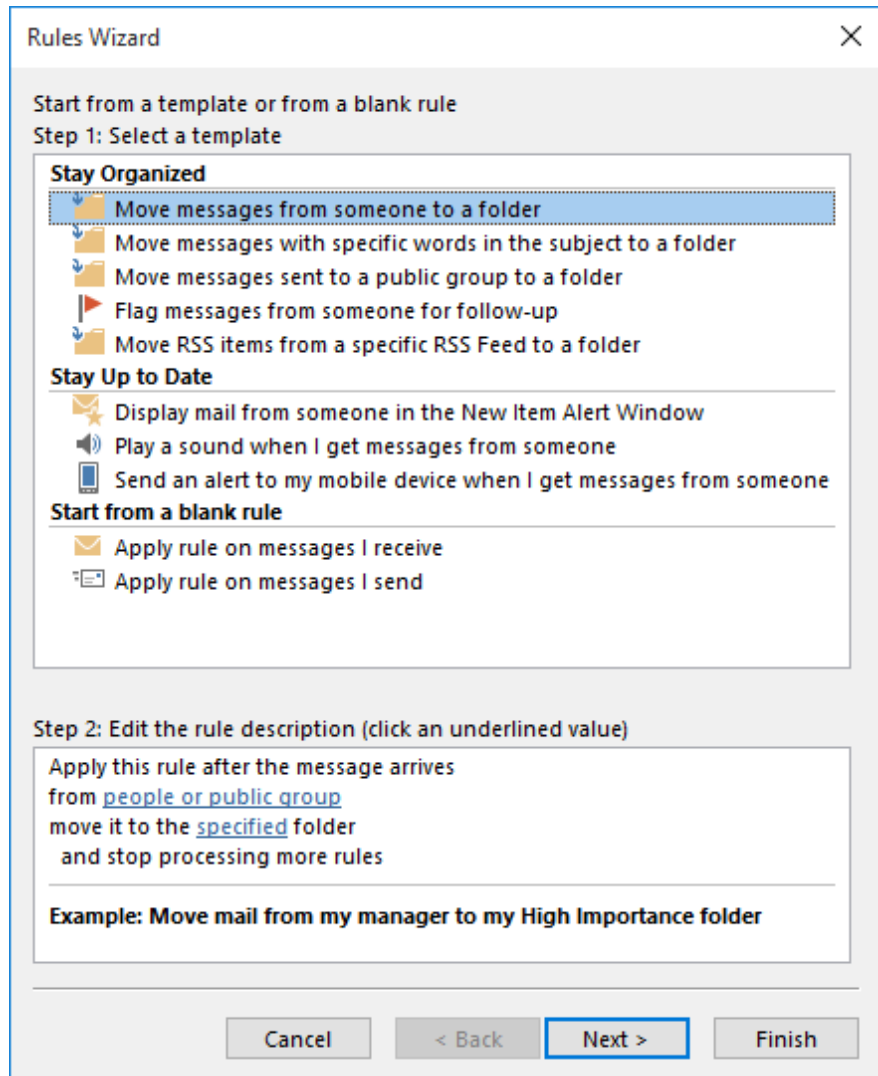 Rules Wizard
Start from a template or from a blank rule
Step 1: Select a template
Stay Organized
Move messages from someone to a folder
Move messages with specific words in the subject to a folder
Move messages sent to a public group to a folder
Flag messages from someone for follow-up
Move RSS items from a specific RSS Feed to a folder
Stay Up to Date
Display mail from someone in the New Item Alert Window
Play a sound when I get messages from someone
Send an alert to my mobile device when I get messages from someone
Start from a blank rule
Apply rule on messages I receive
Apply rule on messages I send
Step 2: Edit the rule description (click an underlined value)
Apply this rule after the message arrives
from people or public group
move it to the specified folder
and stop processing more rules
Example: Move mail from my manager to my High Importance folder
Cancel < Back Next > Finish